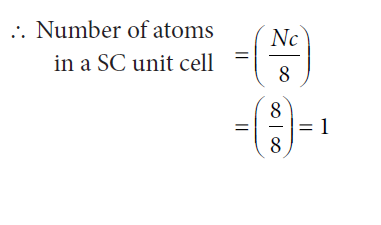 ∴ Number of atoms
in a SC unit cell = (Nc/8)
= (8/8) = 1